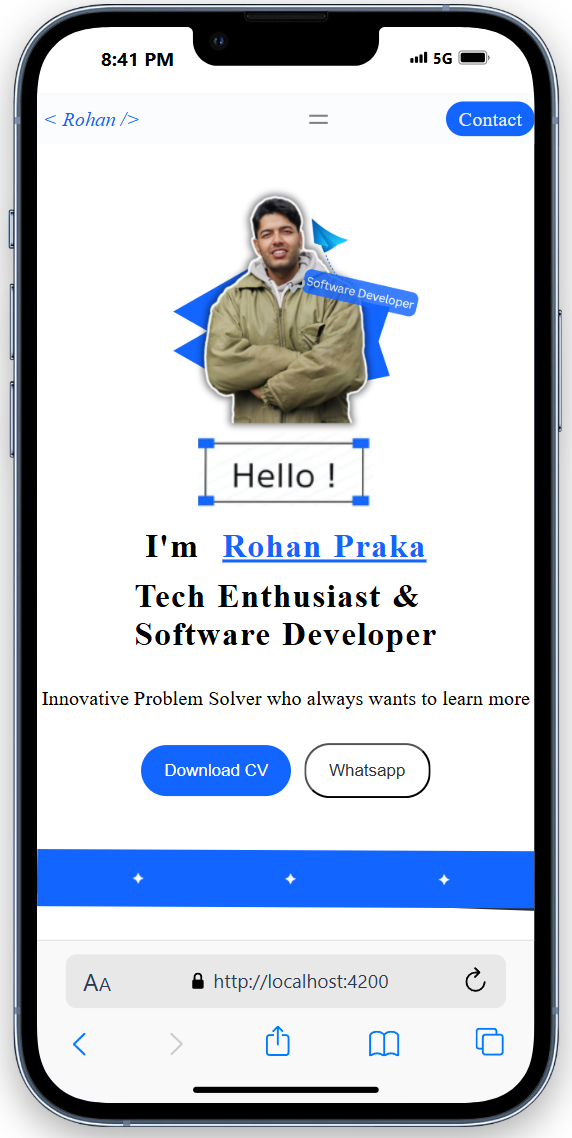 8:41 PM 5G
< Rohan /> Contact
Software Developer
Hello !
I'm Rohan Praka
Tech Enthusiast &
Software Developer
Innovative Problem Solver who always wants to learn more
Download CV Whatsapp
AA http://localhost:4200